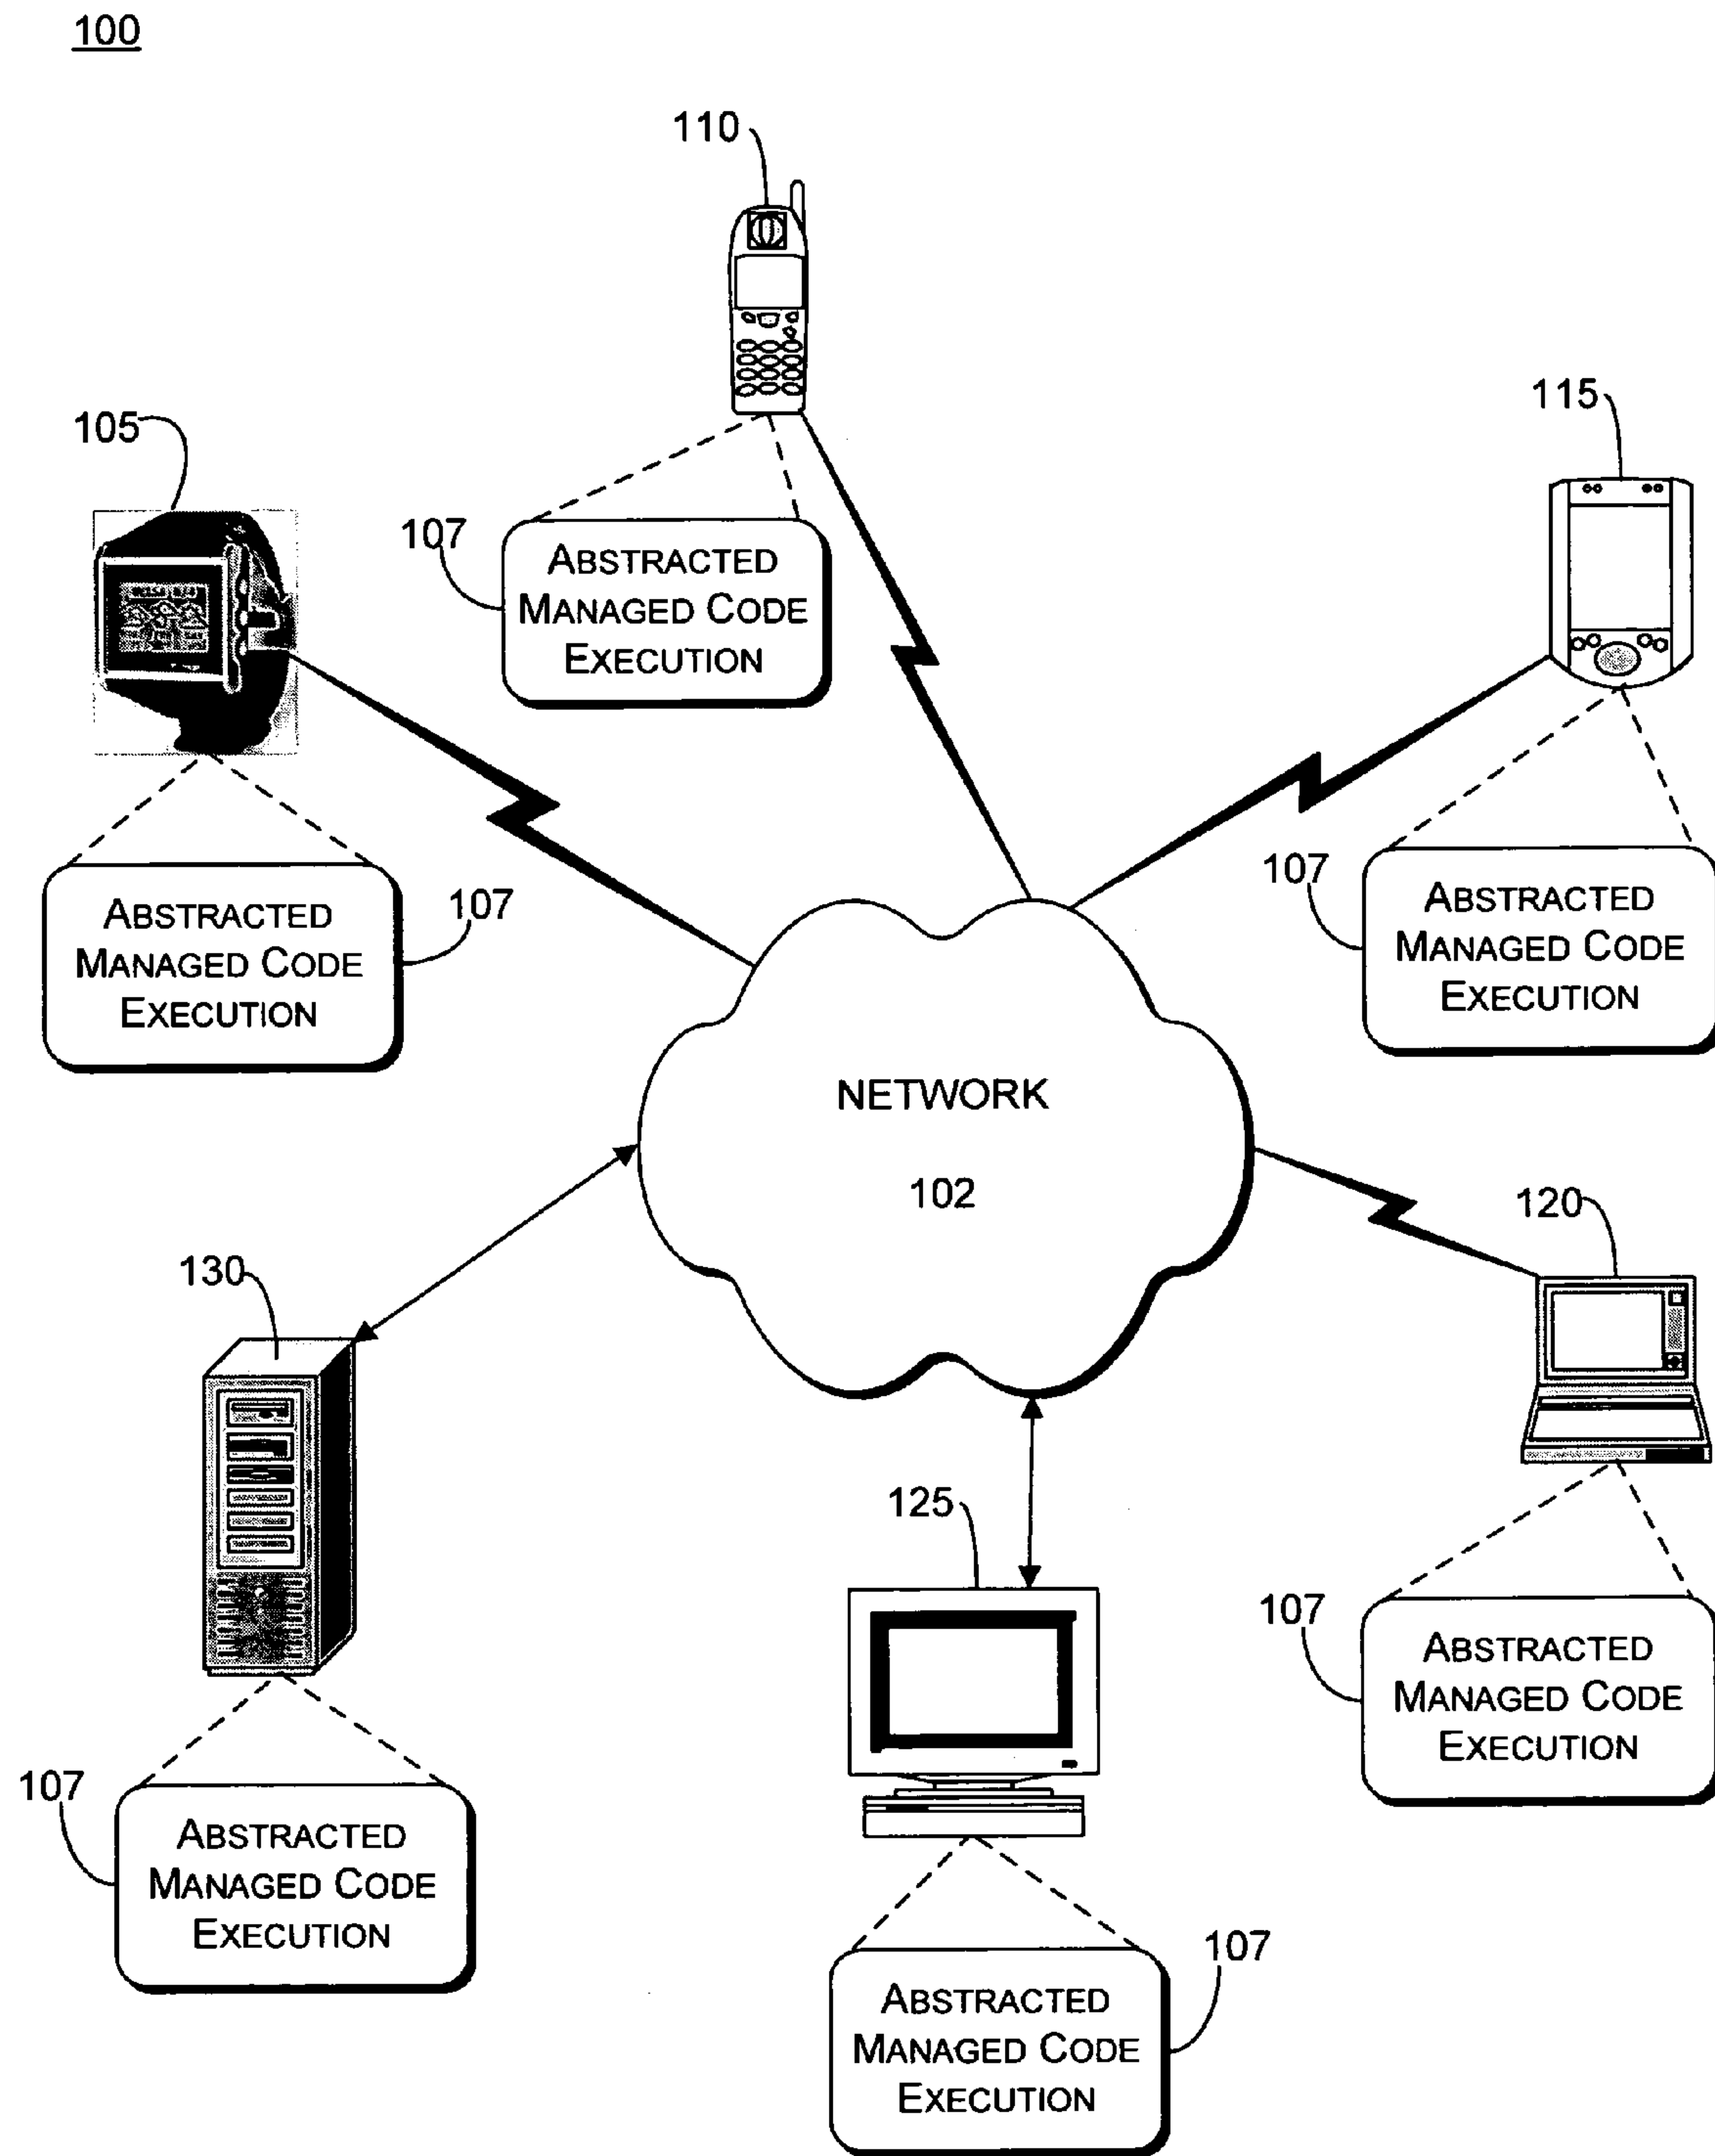 100
110
115
105
107
ABSTRACTED
MANAGED CODE
EXECUTION
107
ABSTRACTED
MANAGED CODE
EXECUTION
107
ABSTRACTED
MANAGED CODE
EXECUTION
NETWORK
102
120
130
125
107
ABSTRACTED
MANAGED CODE
EXECUTION
107
ABSTRACTED
MANAGED CODE
EXECUTION
107
ABSTRACTED
MANAGED CODE
EXECUTION